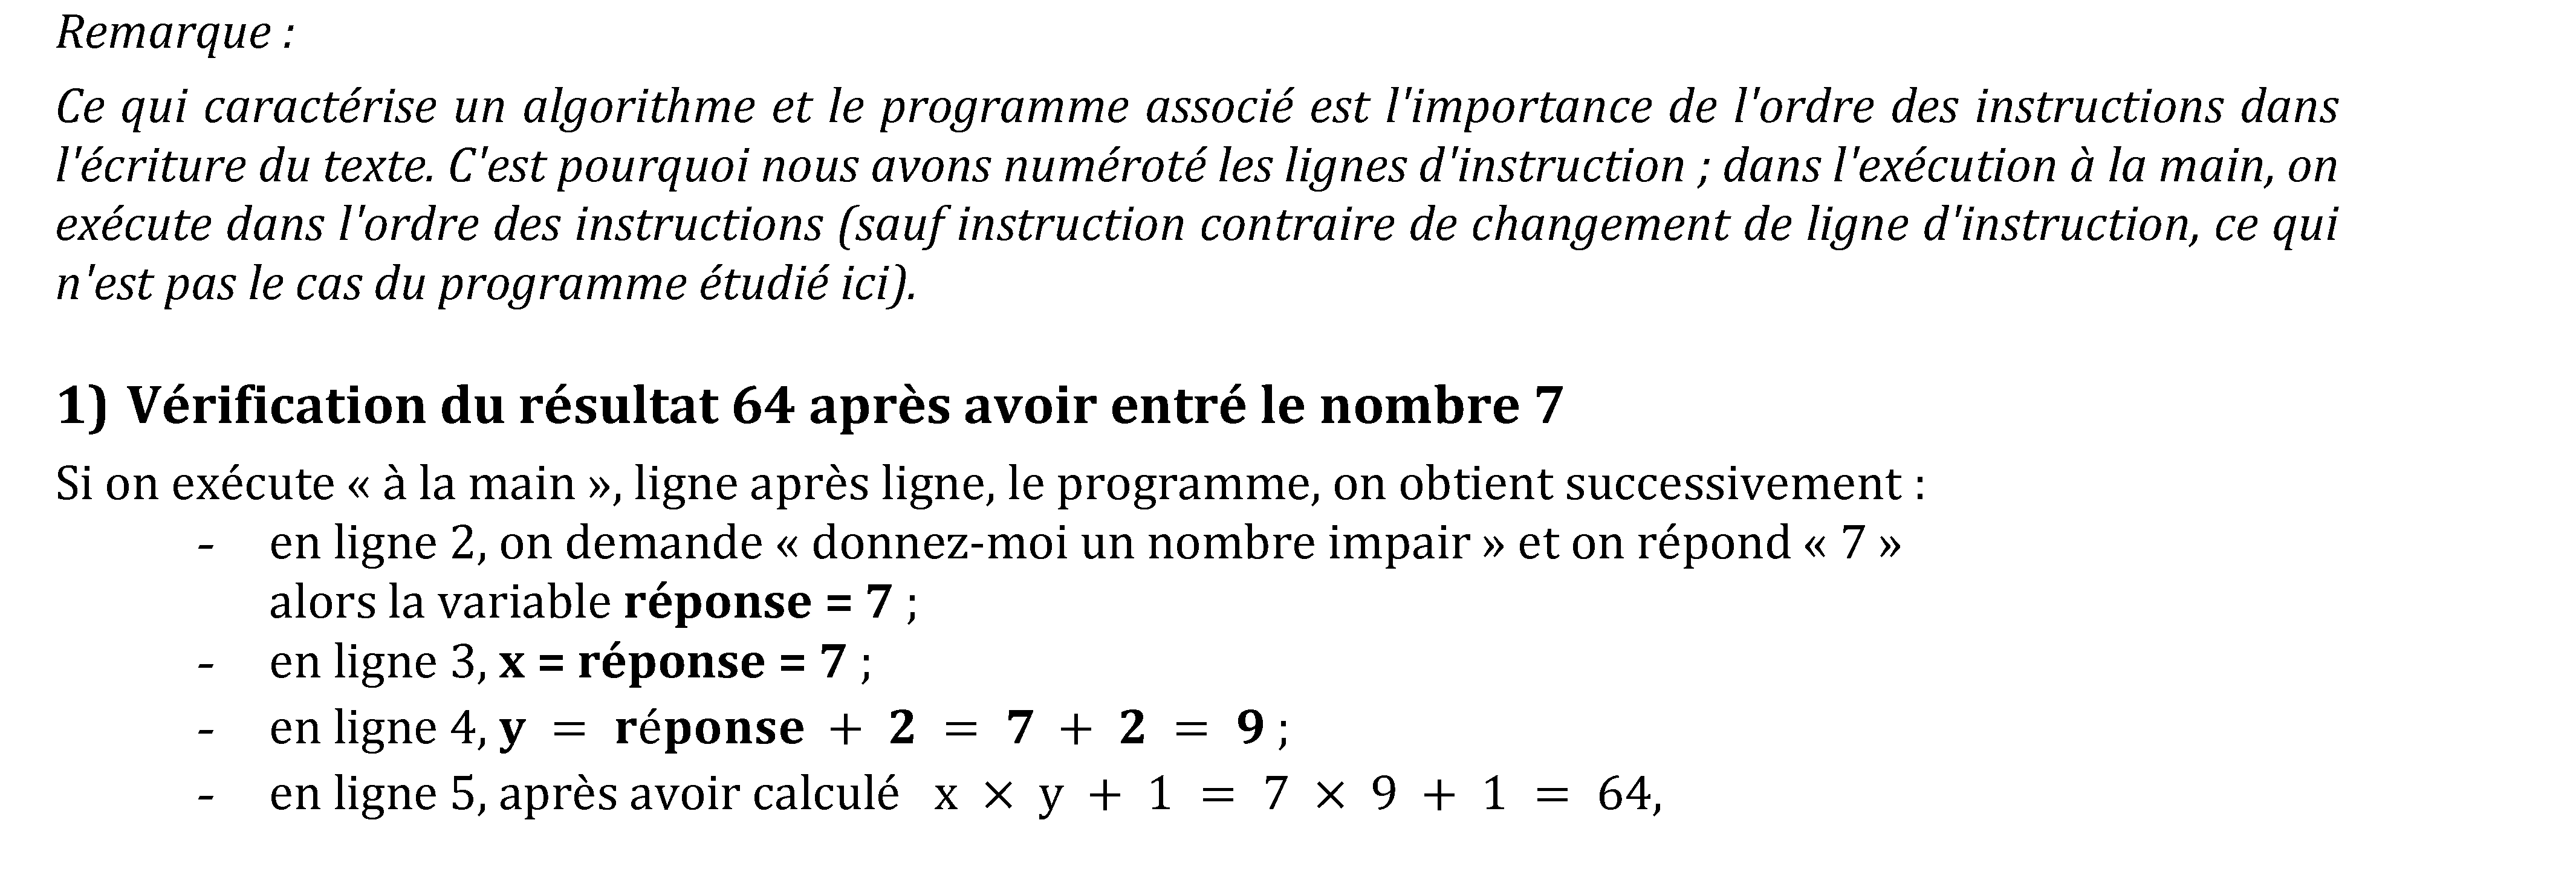 Remarque :
Ce qui caractérise un algorithme et le programme associé est l'importance de l'ordre des instructions dans
l'écriture du texte. C'est pourquoi nous avons numéroté les lignes d'instruction ; dans l'exécution à la main, on
exécute dans l'ordre des instructions (sauf instruction contraire de changement de ligne d'instruction, ce qui
n'est pas le cas du programme étudié ici).
1) Vérification du résultat 64 après avoir entré le nombre 7
Si on exécute « à la main », ligne après ligne, le programme, on obtient successivement :
- en ligne 2, on demande « donnez-moi un nombre impair » et on répond « 7 »
alors la variable réponse = 7 ;
- en ligne 3, x = réponse = 7 ;
- en ligne 4, y = réponse + 2 = 7 + 2 = 9 ;
- en ligne 5, après avoir calculé x × y + 1 = 7 × 9 + 1 = 64,